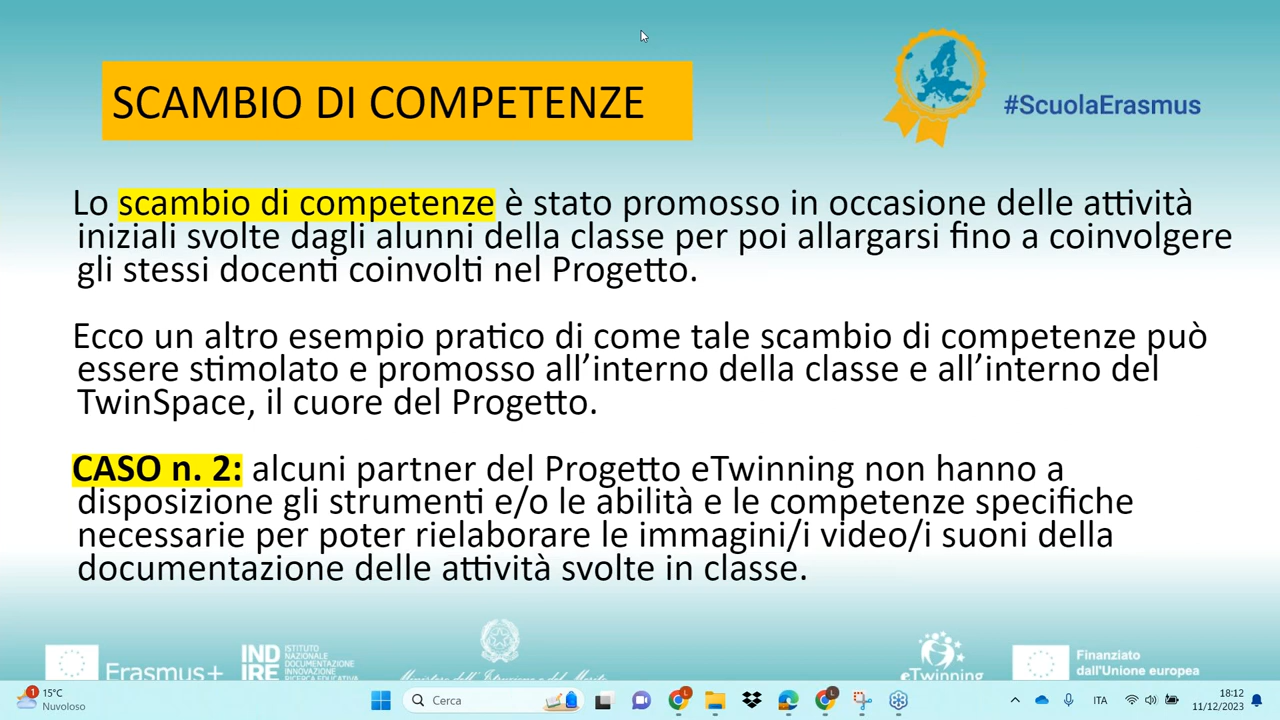 SCAMBIO DI COMPETENZE
#ScuolaErasmus
Lo scambio di competenze è stato promosso in occasione delle attività
iniziali svolte dagli alunni della classe per poi allargarsi fino a coinvolgere
gli stessi docenti coinvolti nel Progetto.
Ecco un altro esempio pratico di come tale scambio di competenze può
essere stimolato e promosso all’interno della classe e all’interno del
TwinSpace, il cuore del Progetto.
CASO n. 2: alcuni partner del Progetto eTwinning non hanno a
disposizione gli strumenti e/o le abilità e le competenze specifiche
necessarie per poter rielaborare le immagini/i video/i suoni della
documentazione delle attività svolte in classe.
Erasmus+
IND
IRE
ISTITUTO
NAZIONALE
DOCUMENTAZIONE
INNOVAZIONE
RICERCA EDUCATIVA
eTwinning
Finanziato
dall'Unione europea
1
15°C
Nuvoloso
Cerca
L
L
ITA
18:12
11/12/2023